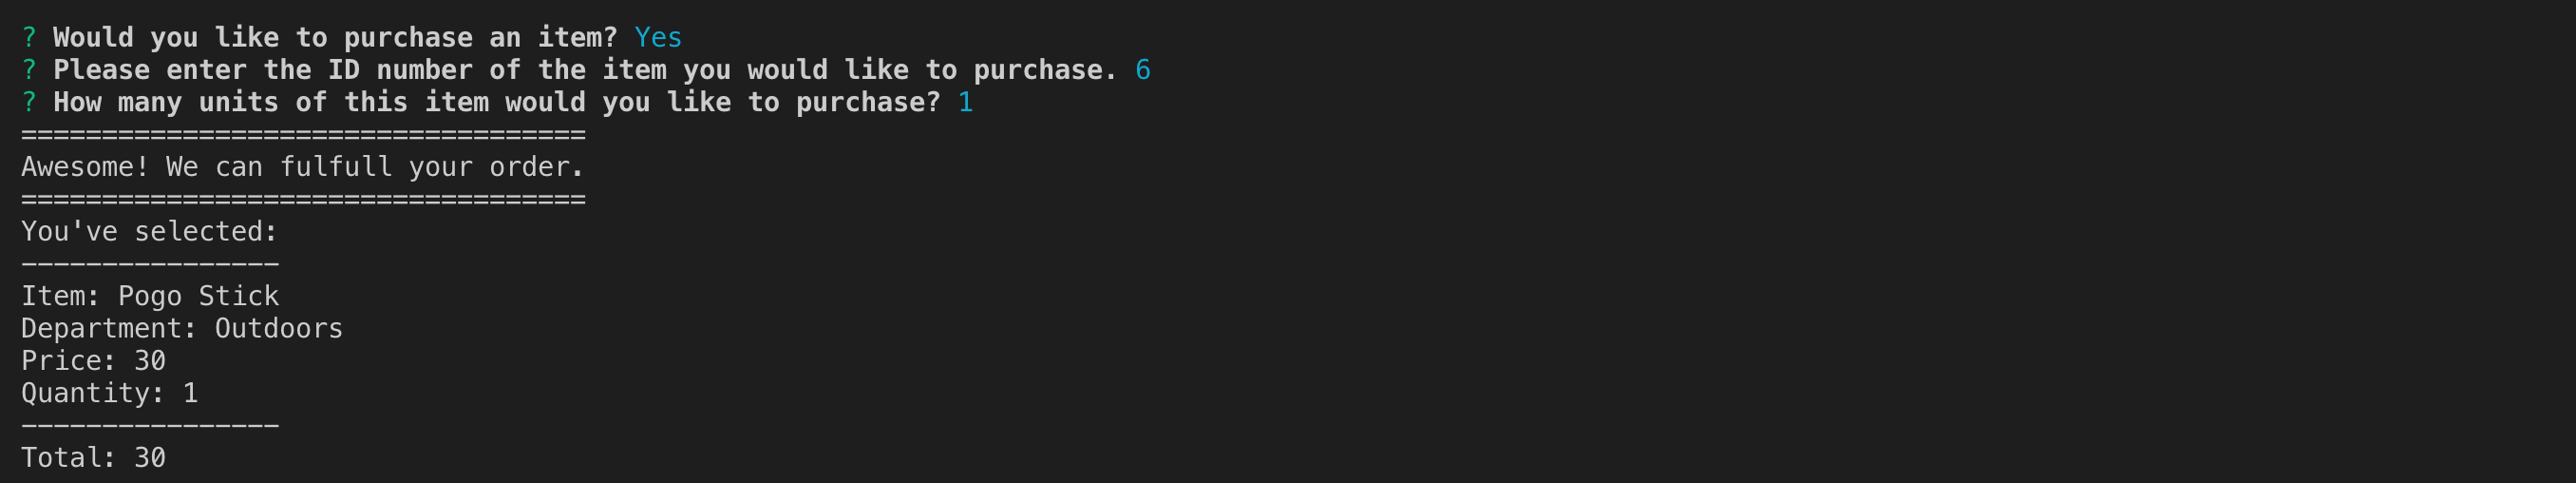 ? Would you like to purchase an item? Yes
? Please enter the ID number of the item you would like to purchase. 6
? How many units of this item would you like to purchase? 1
===================================
Awesome! We can fulfull your order.
===================================
You've selected:
----------------
Item: Pogo Stick
Department: Outdoors
Price: 30
Quantity: 1
----------------
Total: 30